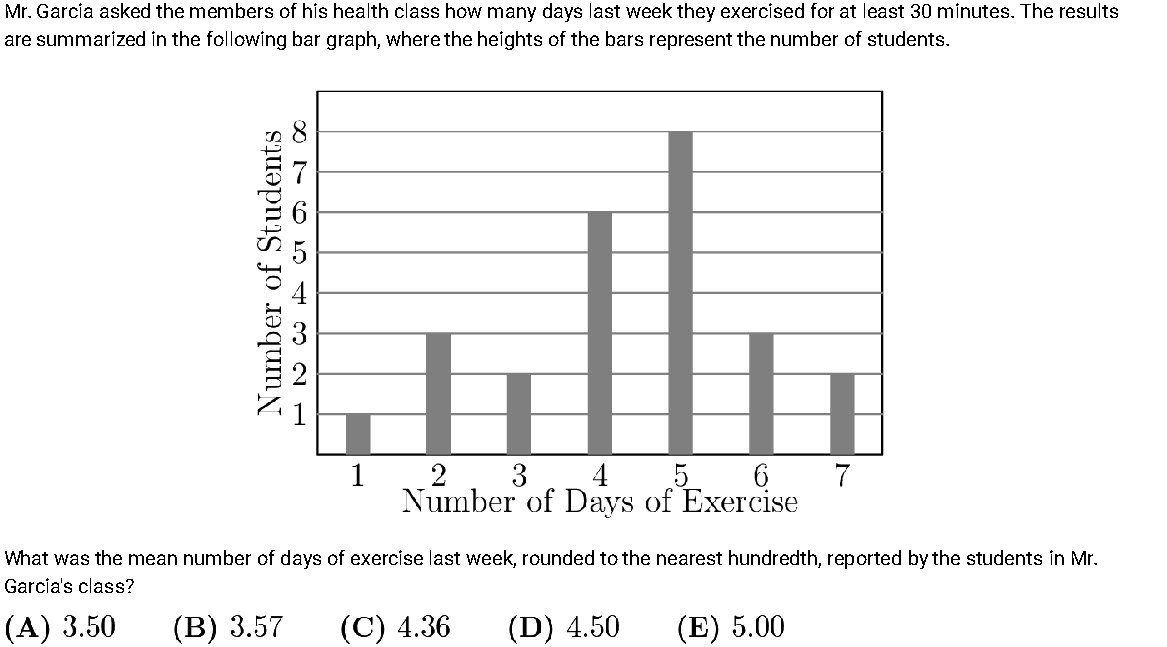 Mr. Garcia asked the members of his health class how many days last week they exercised for at least 30 minutes. The results
are summarized in the following bar graph, where the heights of the bars represent the number of students.
Number of Students
8
7
6
5
4
3
2
1
1 2 3 4 5 6 7
Number of Days of Exercise
What was the mean number of days of exercise last week, rounded to the nearest hundredth, reported by the students in Mr.
Garcia's class?
(A) 3.50 (B) 3.57 (C) 4.36 (D) 4.50 (E) 5.00